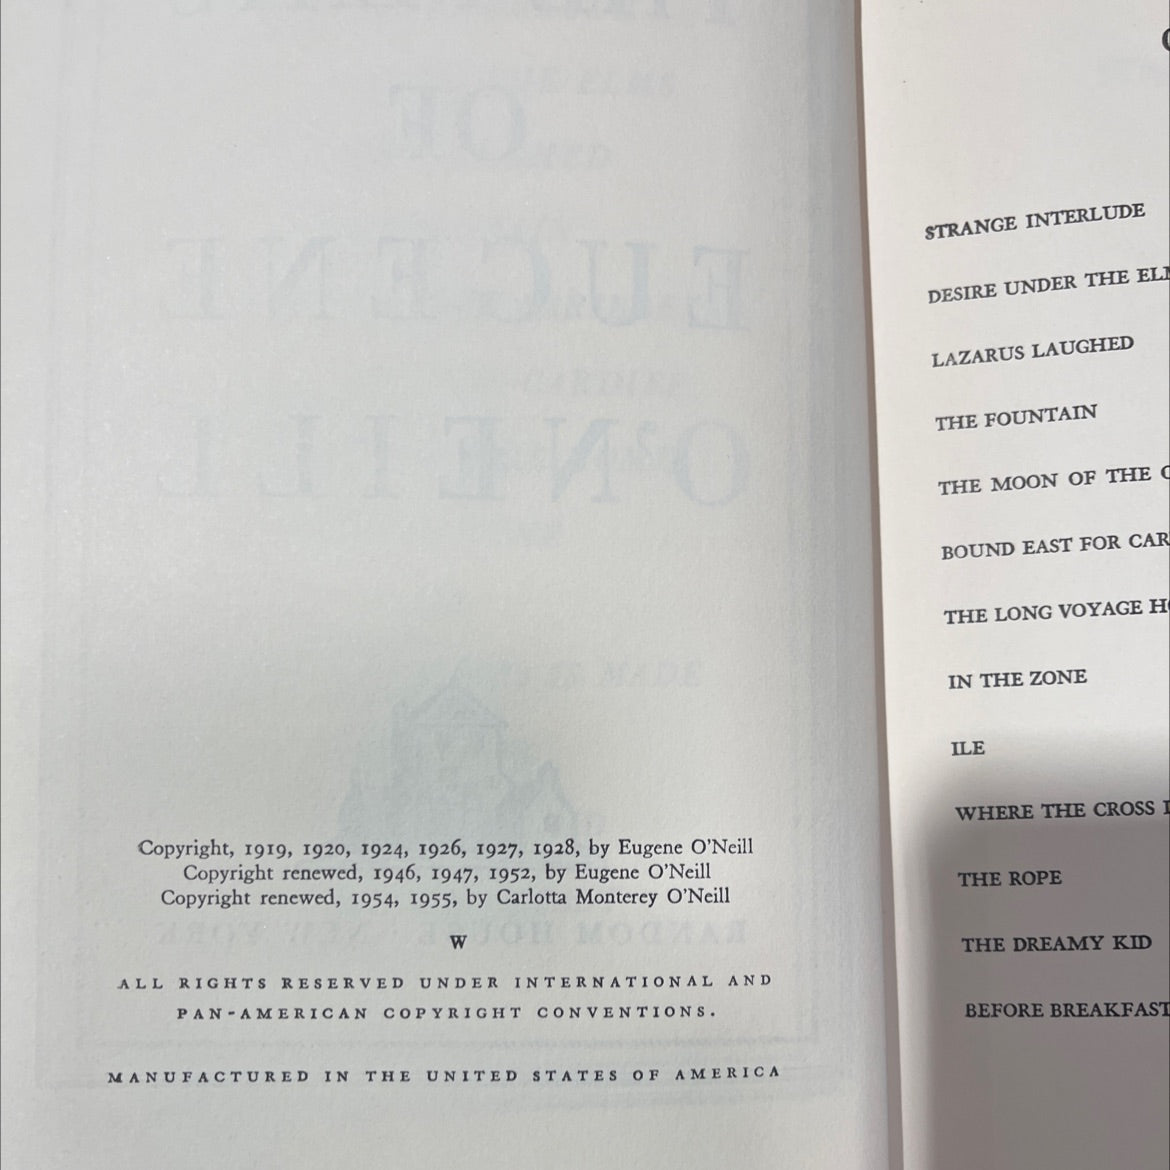 Copyright, 1919, 1920, 1924, 1926, 1927, 1928, by Eugene O'Neill
Copyright renewed, 1946, 1947, 1952, by Eugene O'Neill
Copyright renewed, 1954, 1955, by Carlotta Monterey O'Neill
W
ALL RIGHTS RESERVED UNDER INTERNATIONAL AND
PAN-AMERICAN COPYRIGHT CONVENTIONS.
MANUFACTURED IN THE UNITED STATES OF AMERICA
STRANGE INTERLUDE
DESIRE UNDER THE
LAZARUS LAUGHED
THE FOUNTAIN
THE MOON OF THE
BOUND EAST FOR
THE LONG VOYAGE
IN THE ZONE
ILE
WHERE THE CROSS
THE ROPE
THE DREAMY KID
BEFORE BREAKFAST